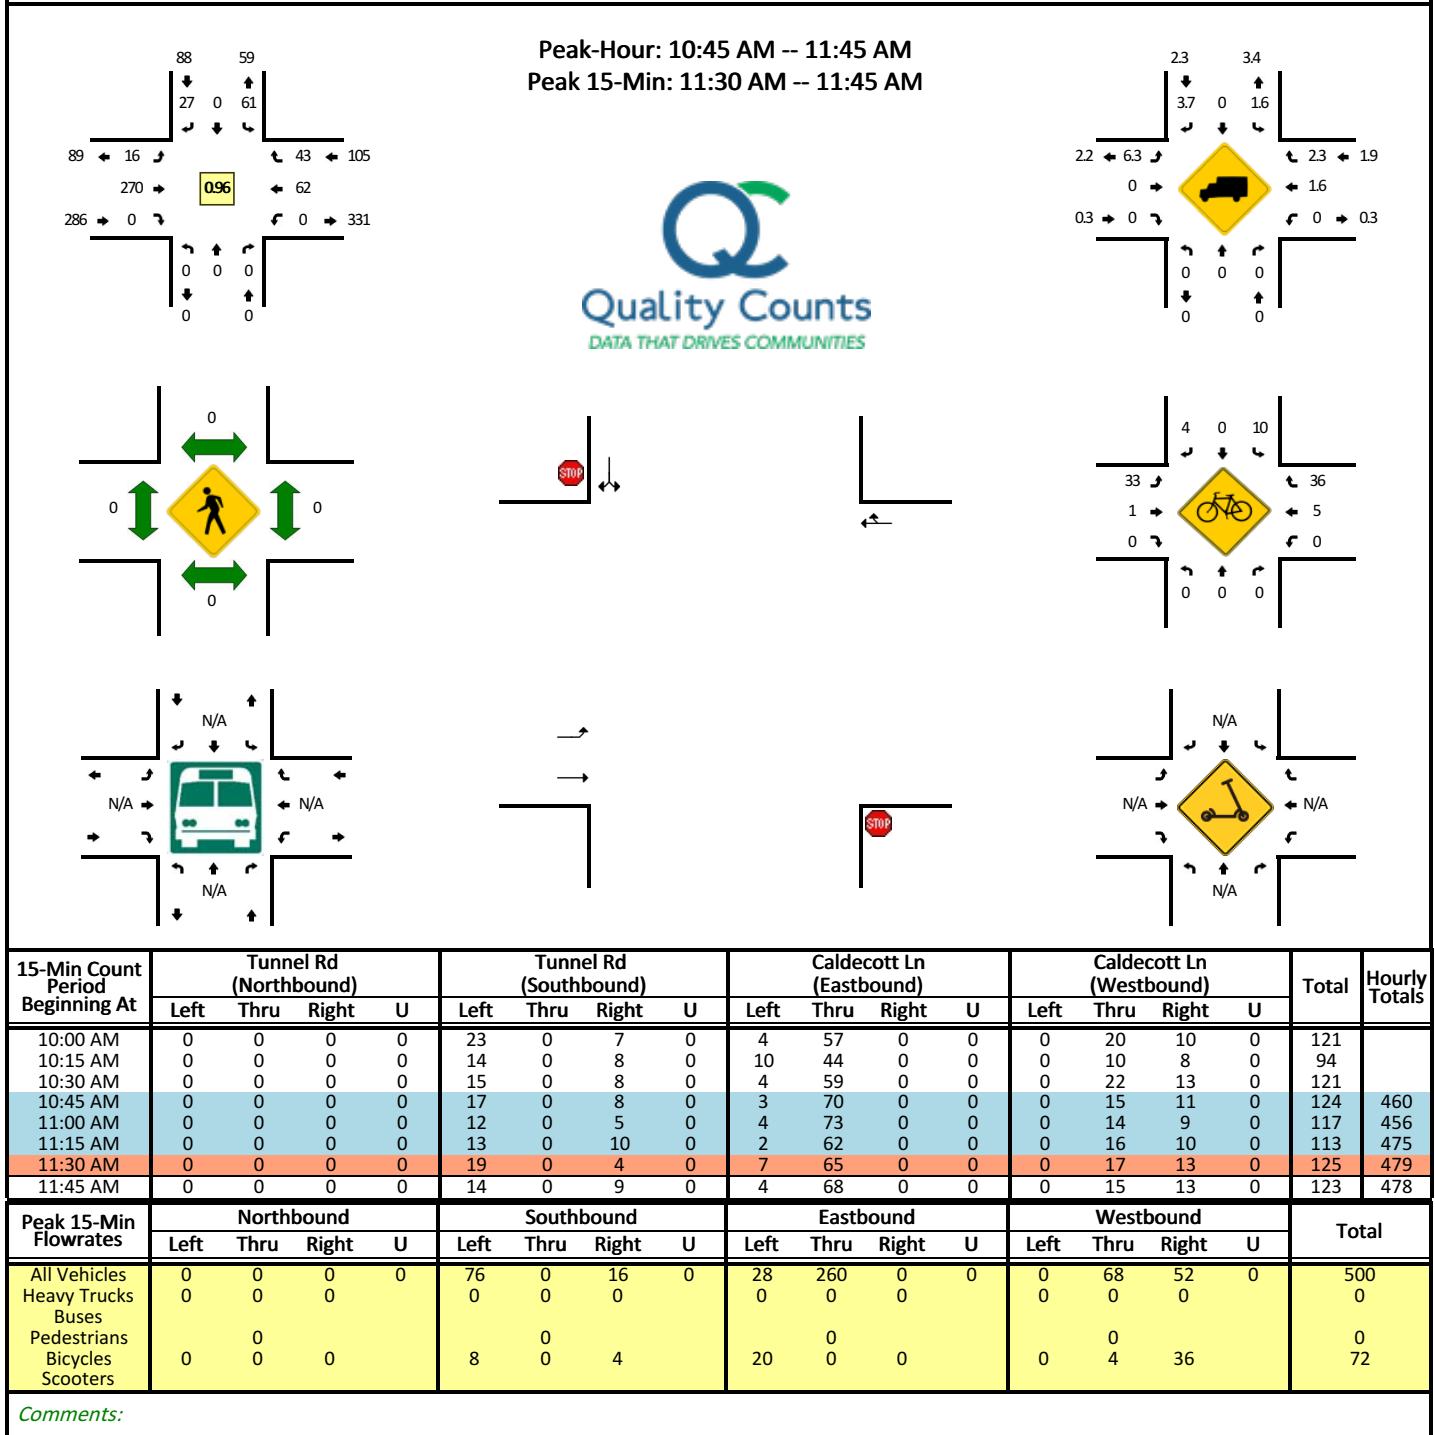 Peak-Hour: 10:45 AM -- 11:45 AM
Peak 15-Min: 11:30 AM -- 11:45 AM
88 59
27 0 61
89 16 43 105
270 0.96 62
286 0 0 331
0 0 0
0 0
Quality Counts
DATA THAT DRIVES COMMUNITIES
2.3 3.4
3.7 0 1.6
2.2 6.3 2.3 1.9
0 1.6
0.3 0 0 0.3
0 0 0
0 0
0
0 0
0
STOP
STOP
4 0 10
33 36
1 5
0 0
0 0 0
N/A
N/A N/A
N/A
N/A
N/A N/A
N/A
15-Min Count Period Beginning At Tunnel Rd (Northbound) Tunnel Rd (Southbound) Caldecott Ln (Eastbound) Caldecott Ln (Westbound) Total Hourly Totals
Left Thru Right U Left Thru Right U Left Thru Right U Left Thru Right U
10:00 AM 0 0 0 0 23 0 7 0 4 57 0 0 0 20 10 0 121
10:15 AM 0 0 0 0 14 0 8 0 10 44 0 0 0 10 8 0 94
10:30 AM 0 0 0 0 15 0 8 0 4 59 0 0 0 22 13 0 121
10:45 AM 0 0 0 0 17 0 8 0 3 70 0 0 0 15 11 0 124 460
11:00 AM 0 0 0 0 12 0 5 0 4 73 0 0 0 14 9 0 117 456
11:15 AM 0 0 0 0 13 0 10 0 2 62 0 0 0 16 10 0 113 475
11:30 AM 0 0 0 0 19 0 4 0 7 65 0 0 0 17 13 0 125 479
11:45 AM 0 0 0 0 14 0 9 0 4 68 0 0 0 15 13 0 123 478
Peak 15-Min Flowrates Northbound Southbound Eastbound Westbound Total
Left Thru Right U Left Thru Right U Left Thru Right U Left Thru Right U
All Vehicles 0 0 0 0 76 0 16 0 28 260 0 0 0 68 52 0 500
Heavy Trucks 0 0 0 0 0 0 0 0 0 0 0 0 0
Buses
Pedestrians 0 0 0 0 0
Bicycles 0 0 0 8 0 4 20 0 0 0 4 36 72
Scooters
Comments: